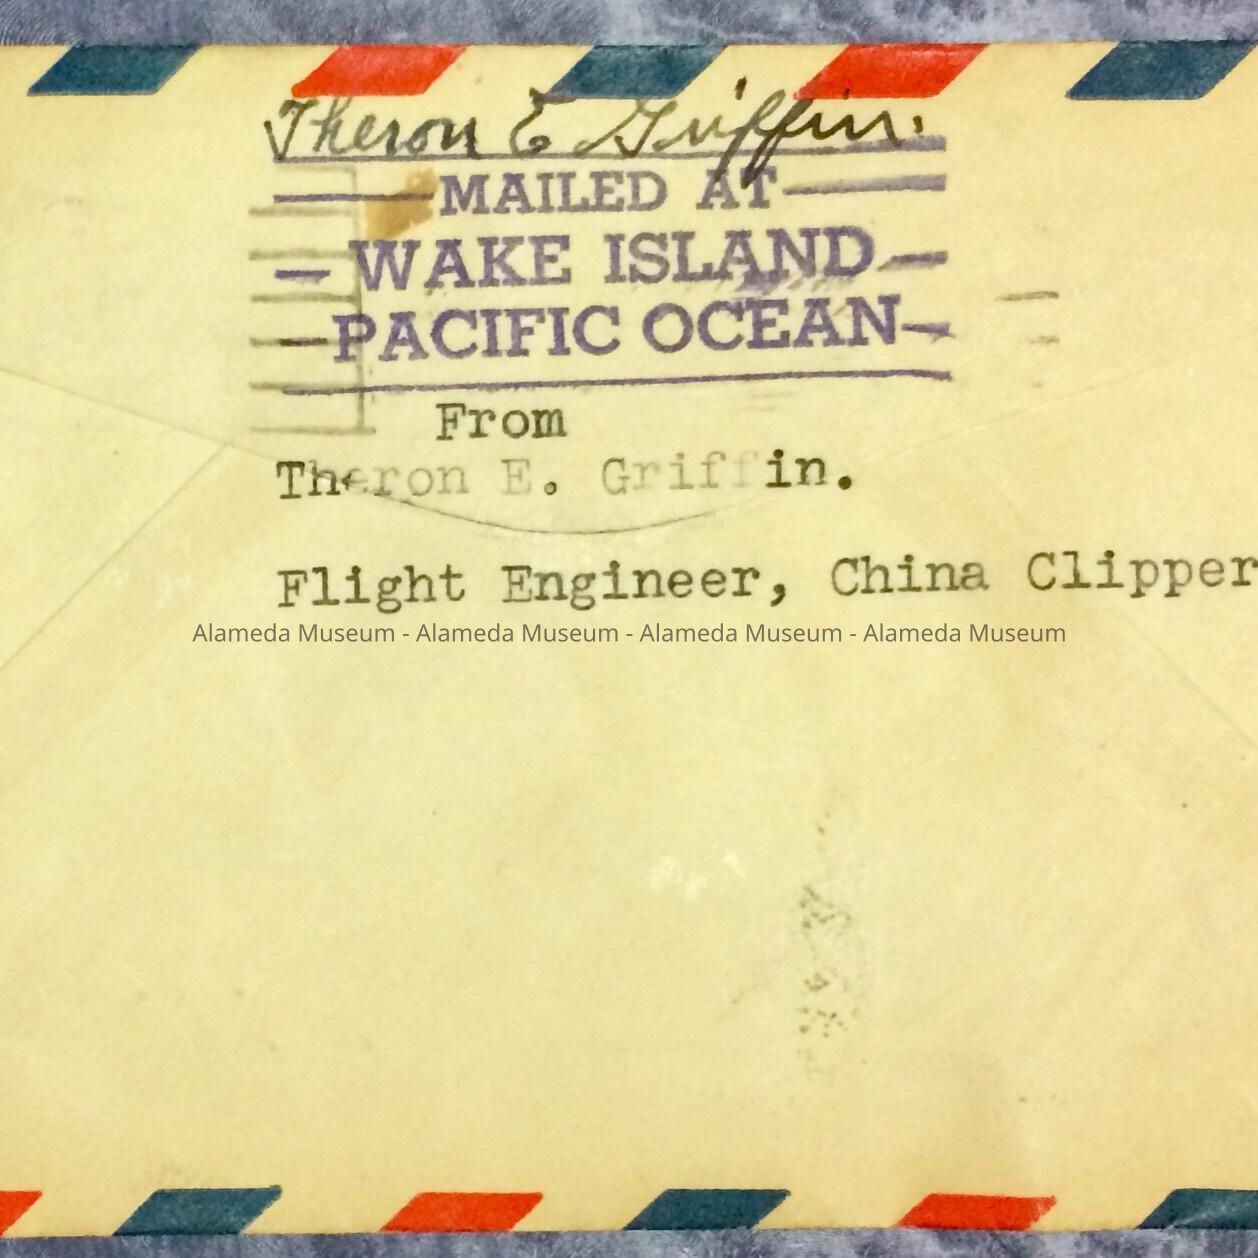 Theron E Griffin.
MAILED AT
WAKE ISLAND
PACIFIC OCEAN
From
Theron E. Griffin.
Flight Engineer, China Clipper
Alameda Museum - Alameda Museum - Alameda Museum - Alameda Museum